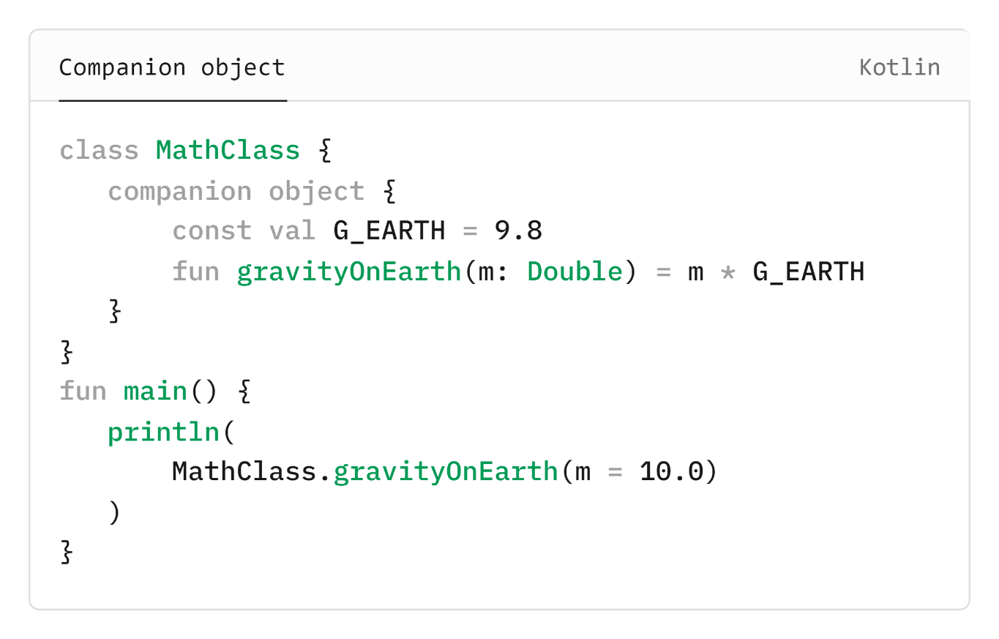 Companion object
Kotlin
class MathClass {
   companion object {
       const val G_EARTH = 9.8
       fun gravityOnEarth(m: Double) = m * G_EARTH
   }
}
fun main() {
   println(
       MathClass.gravityOnEarth(m = 10.0)
   )
}